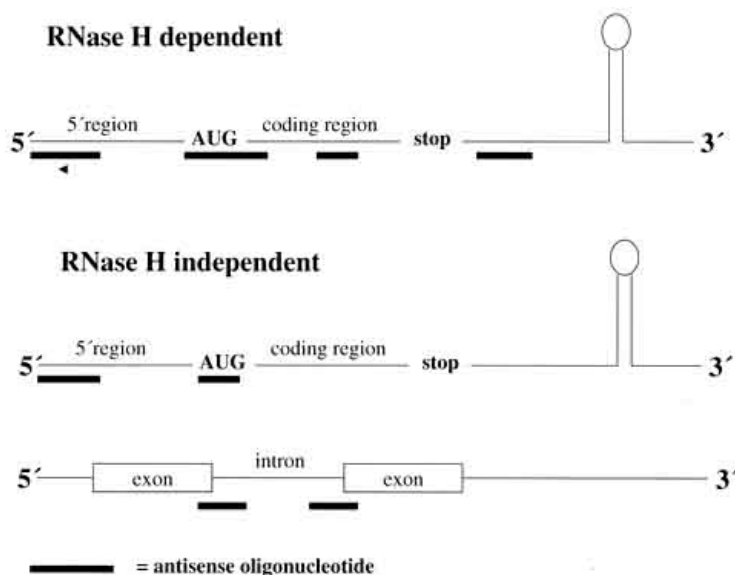 RNase H dependent
5´region AUG coding region stop
5´ 3´
RNase H independent
5´region AUG coding region stop
5´ 3´
intron
5´ exon exon 3´
= antisense oligonucleotide